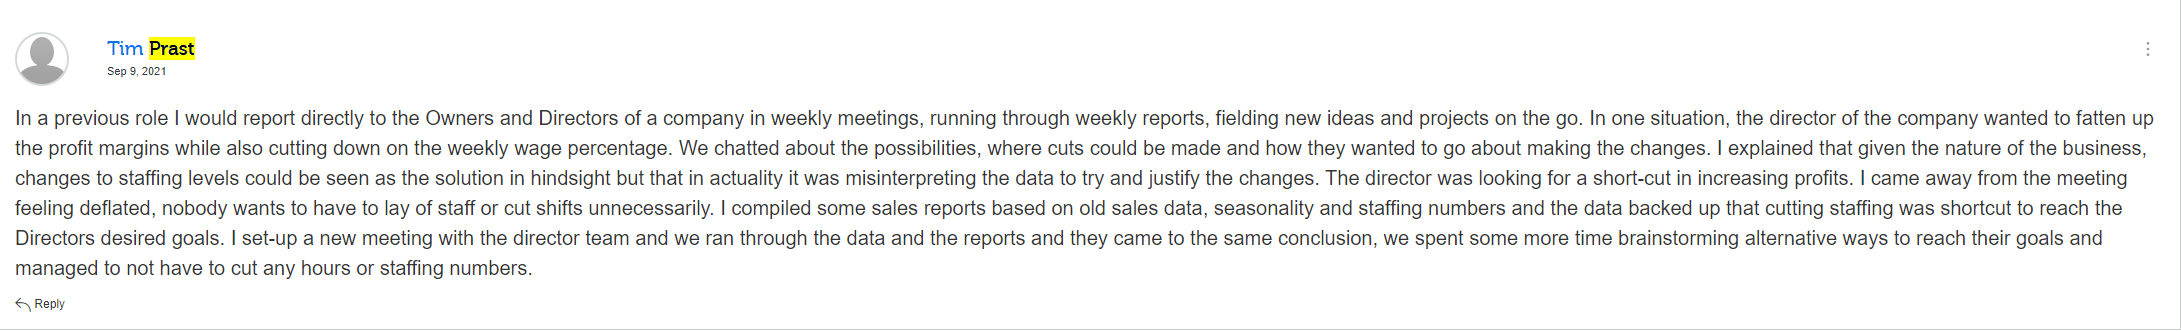 Tim Prast
Sep 9, 2021
In a previous role I would report directly to the Owners and Directors of a company in weekly meetings, running through weekly reports, fielding new ideas and projects on the go. In one situation, the director of the company wanted to fatten up
the profit margins while also cutting down on the weekly wage percentage. We chatted about the possibilities, where cuts could be made and how they wanted to go about making the changes. I explained that given the nature of the business,
changes to staffing levels could be seen as the solution in hindsight but that in actuality it was misinterpreting the data to try and justify the changes. The director was looking for a short-cut in increasing profits. I came away from the meeting
feeling deflated, nobody wants to have to lay of staff or cut shifts unnecessarily. I compiled some sales reports based on old sales data, seasonality and staffing numbers and the data backed up that cutting staffing was shortcut to reach the
Directors desired goals. I set-up a new meeting with the director team and we ran through the data and the reports and they came to the same conclusion, we spent some more time brainstorming alternative ways to reach their goals and
managed to not have to cut any hours or staffing numbers.
Reply